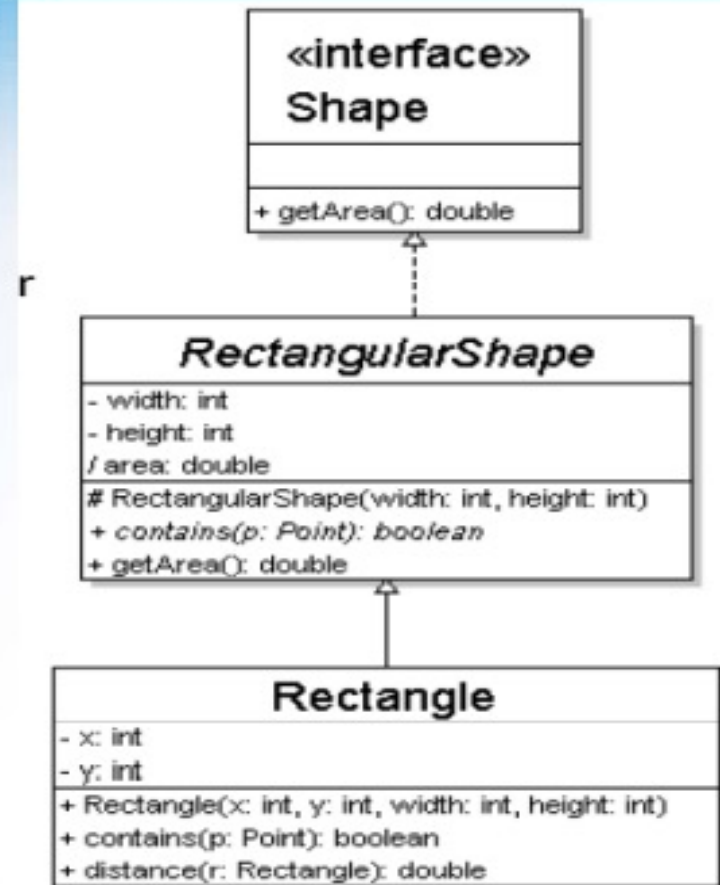 «interface»
Shape
+ getArea(): double
r
RectangularShape
- width: int
- height: int
/ area: double
# RectangularShape(width: int, height: int)
+ contains(p: Point): boolean
+ getArea(): double
Rectangle
- x: int
- y: int
+ Rectangle(x: int, y: int, width: int, height: int)
+ contains(p: Point): boolean
+ distance(r: Rectangle): double